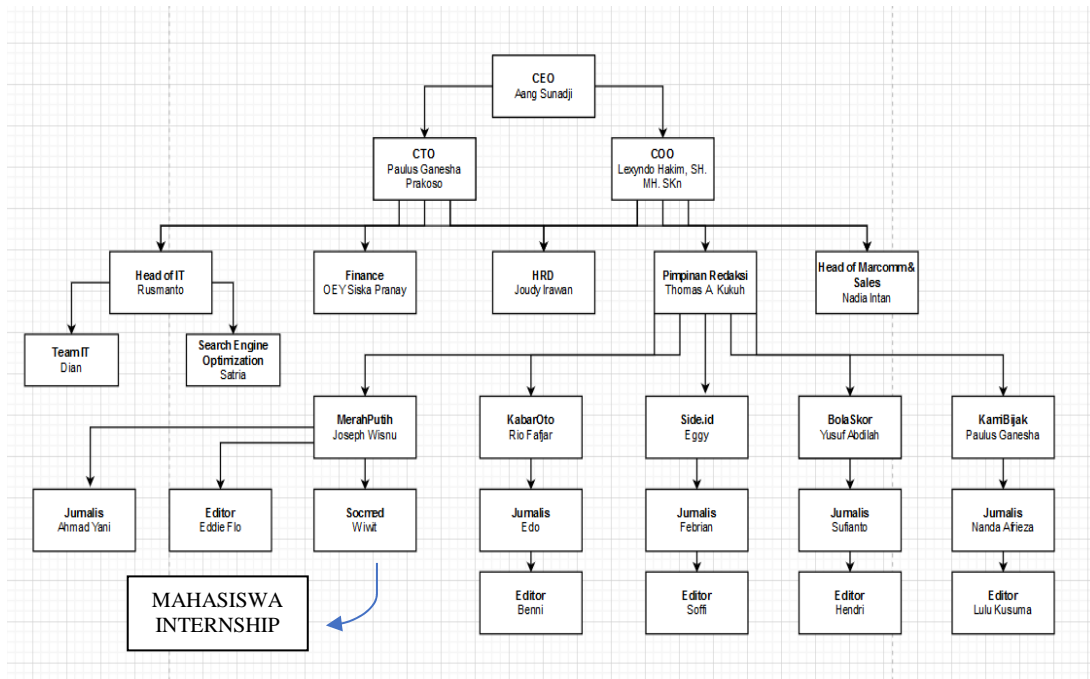 CEO
Aang Sunadji
CTO
Paulus Ganesha
Prakoso
COO
Lexyndo Hakim, SH.
MH. SKn
Head of IT
Rusmanto
Finance
OEY Siska Pranay
HRD
Joudy Irawan
Pimpinan Redaksi
Thomas A. Kukuh
Head of Marcomm&
Sales
Nadia Intan
Team IT
Dian
Search Engine
Optimization
Satria
MerahPutih
Joseph Wisnu
KabarOto
Rio Fafjar
Side.id
Eggy
BolaSkor
Yusuf Abdilah
KamiBijak
Paulus Ganesha
Jurnalis
Ahmad Yani
Editor
Eddie Flo
Socmed
Wiwit
Jurnalis
Edo
Jurnalis
Febrian
Jurnalis
Sufianto
Jurnalis
Nanda Alfieza
Editor
Benni
Editor
Soffi
Editor
Hendri
Editor
Lulu Kusuma
MAHASISWA
INTERNSHIP